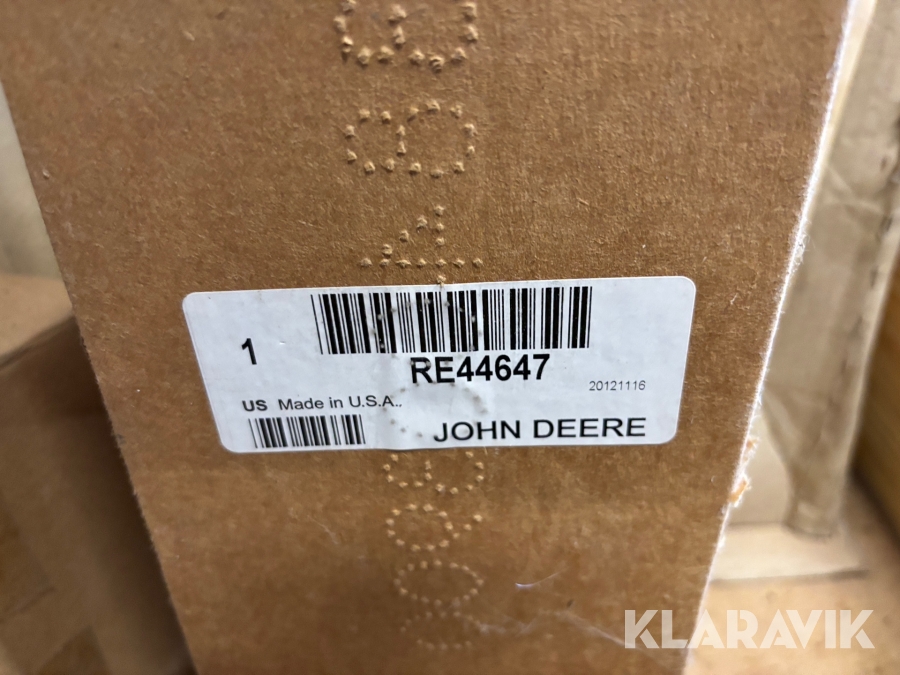 1
RE44647
20121116
US Made in U.S.A..
JOHN DEERE
KLARAVIK